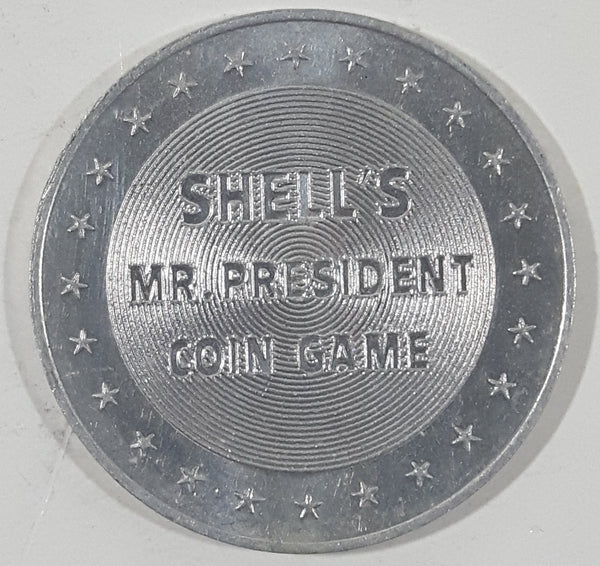 SHELL'S
MR. PRESIDENT
COIN GAME